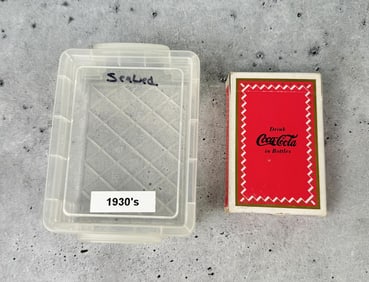 Sealed
1930's
Drink
Coca-Cola
in Bottles